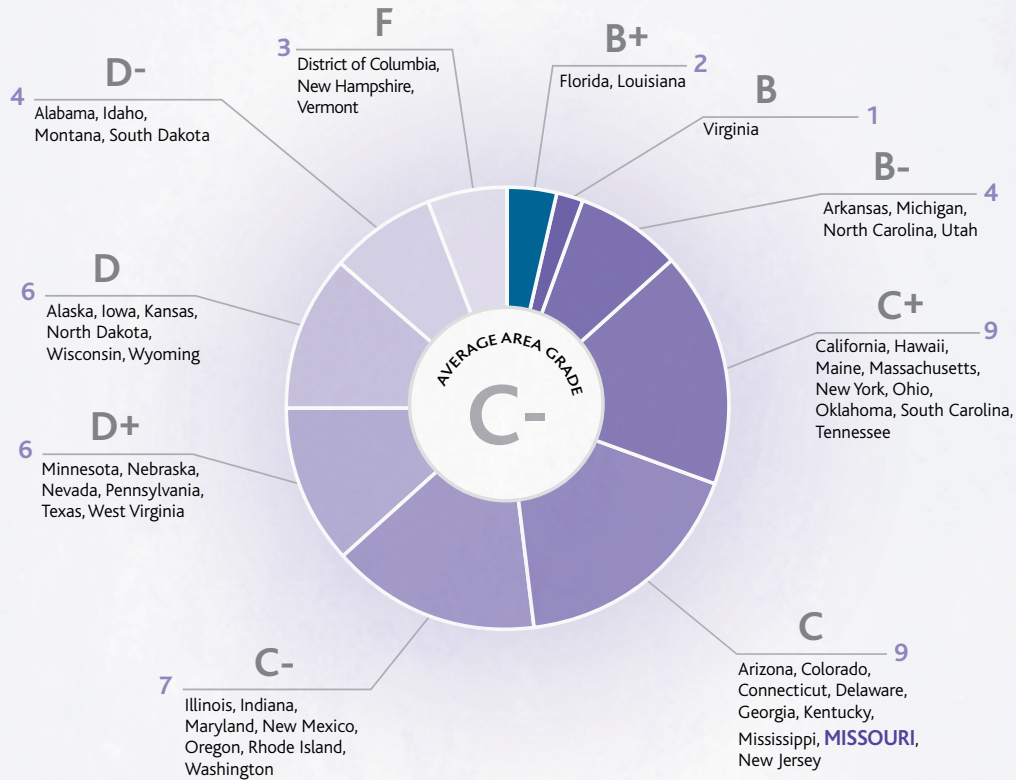 F
3
District of Columbia,
New Hampshire,
Vermont
B+
2
Florida, Louisiana
B
1
Virginia
B-
4
Arkansas, Michigan,
North Carolina, Utah
C+
9
California, Hawaii,
Maine, Massachusetts,
New York, Ohio,
Oklahoma, South Carolina,
Tennessee
C
9
Arizona, Colorado,
Connecticut, Delaware,
Georgia, Kentucky,
Mississippi, MISSOURI,
New Jersey
C-
7
Illinois, Indiana,
Maryland, New Mexico,
Oregon, Rhode Island,
Washington
D+
6
Minnesota, Nebraska,
Nevada, Pennsylvania,
Texas, West Virginia
D
6
Alaska, Iowa, Kansas,
North Dakota,
Wisconsin, Wyoming
D-
4
Alabama, Idaho,
Montana, South Dakota
AVERAGE AREA GRADE
C-